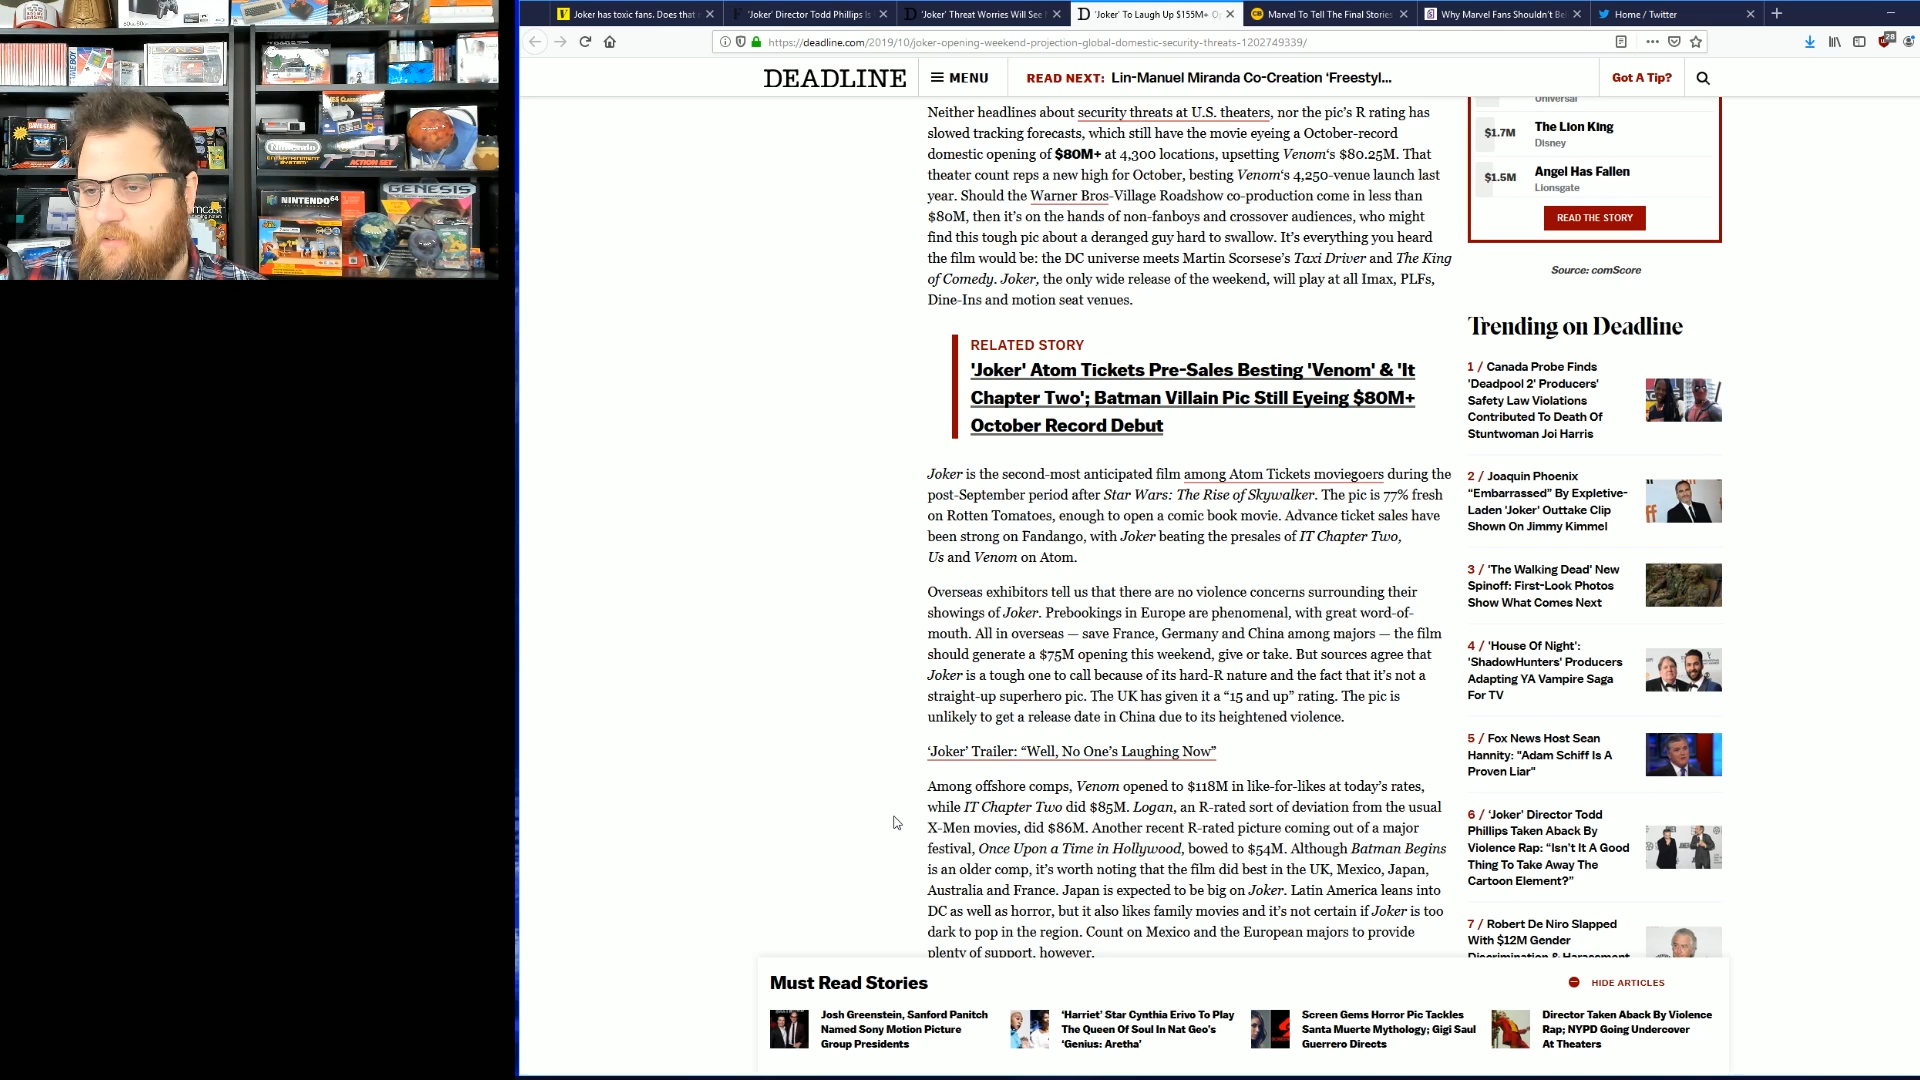 Joker has toxic fans. Does that
'Joker' Director Todd Phillips Is
'Joker' Threat Worries Will See
'Joker' To Laugh Up $155M+ O
Marvel To Tell The Final Stories
Why Marvel Fans Shouldn't Be
Home / Twitter
https://deadline.com/2019/10/joker-opening-weekend-projection-global-domestic-security-threats-1202749339/
28
DEADLINE
MENU
READ NEXT: Lin-Manuel Miranda Co-Creation ‘Freestyl...
Got A Tip?
Neither headlines about security threats at U.S. theaters, nor the pic’s R rating has
slowed tracking forecasts, which still have the movie eyeing a October-record
domestic opening of $80M+ at 4,300 locations, upsetting Venom‘s $80.25M. That
theater count reps a new high for October, besting Venom‘s 4,250-venue launch last
year. Should the Warner Bros-Village Roadshow co-production come in less than
$80M, then it’s on the hands of non-fanboys and crossover audiences, who might
find this tough pic about a deranged guy hard to swallow. It’s everything you heard
the film would be: the DC universe meets Martin Scorsese’s Taxi Driver and The King
of Comedy. Joker, the only wide release of the weekend, will play at all Imax, PLFs,
Dine-Ins and motion seat venues.
RELATED STORY
'Joker' Atom Tickets Pre-Sales Besting 'Venom' & 'It
Chapter Two'; Batman Villain Pic Still Eyeing $80M+
October Record Debut
Joker is the second-most anticipated film among Atom Tickets moviegoers during the
post-September period after Star Wars: The Rise of Skywalker. The pic is 77% fresh
on Rotten Tomatoes, enough to open a comic book movie. Advance ticket sales have
been strong on Fandango, with Joker beating the presales of IT Chapter Two,
Us and Venom on Atom.
Overseas exhibitors tell us that there are no violence concerns surrounding their
showings of Joker. Prebookings in Europe are phenomenal, with great word-of-
mouth. All in overseas — save France, Germany and China among majors — the film
should generate a $75M opening this weekend, give or take. But sources agree that
Joker is a tough one to call because of its hard-R nature and the fact that it’s not a
straight-up superhero pic. The UK has given it a “15 and up” rating. The pic is
unlikely to get a release date in China due to its heightened violence.
‘Joker’ Trailer: “Well, No One’s Laughing Now”
Among offshore comps, Venom opened to $118M in like-for-likes at today’s rates,
while IT Chapter Two did $85M. Logan, an R-rated sort of deviation from the usual
X-Men movies, did $86M. Another recent R-rated picture coming out of a major
festival, Once Upon a Time in Hollywood, bowed to $54M. Although Batman Begins
is an older comp, it’s worth noting that the film did best in the UK, Mexico, Japan,
Australia and France. Japan is expected to be big on Joker. Latin America leans into
DC as well as horror, but it also likes family movies and it’s not certain if Joker is too
dark to pop in the region. Count on Mexico and the European majors to provide
plenty of support, however.
Universal
$1.7M
The Lion King
Disney
$1.5M
Angel Has Fallen
Lionsgate
READ THE STORY
Source: comScore
Trending on Deadline
1 / Canada Probe Finds
'Deadpool 2' Producers'
Safety Law Violations
Contributed To Death Of
Stuntwoman Joi Harris
2 / Joaquin Phoenix
“Embarrassed” By Expletive-
Laden 'Joker' Outtake Clip
Shown On Jimmy Kimmel
3 / 'The Walking Dead' New
Spinoff: First-Look Photos
Show What Comes Next
4 / 'House Of Night':
'ShadowHunters' Producers
Adapting YA Vampire Saga
For TV
5 / Fox News Host Sean
Hannity: "Adam Schiff Is A
Proven Liar"
6 / ‘Joker’ Director Todd
Phillips Taken Aback By
Violence Rap: “Isn’t It A Good
Thing To Take Away The
Cartoon Element?”
7 / Robert De Niro Slapped
With $12M Gender
Discrimination & Harassment
Must Read Stories
HIDE ARTICLES
Josh Greenstein, Sanford Panitch
Named Sony Motion Picture
Group Presidents
‘Harriet’ Star Cynthia Erivo To Play
The Queen Of Soul In Nat Geo’s
‘Genius: Aretha’
Screen Gems Horror Pic Tackles
Santa Muerte Mythology; Gigi Saul
Guerrero Directs
Director Taken Aback By Violence
Rap; NYPD Going Undercover
At Theaters
LYNX
GAME GEAR
NES Classic
Nintendo
ENTERTAINMENT
SYSTEM
ACTION SET
NINTENDO 64
GENESIS